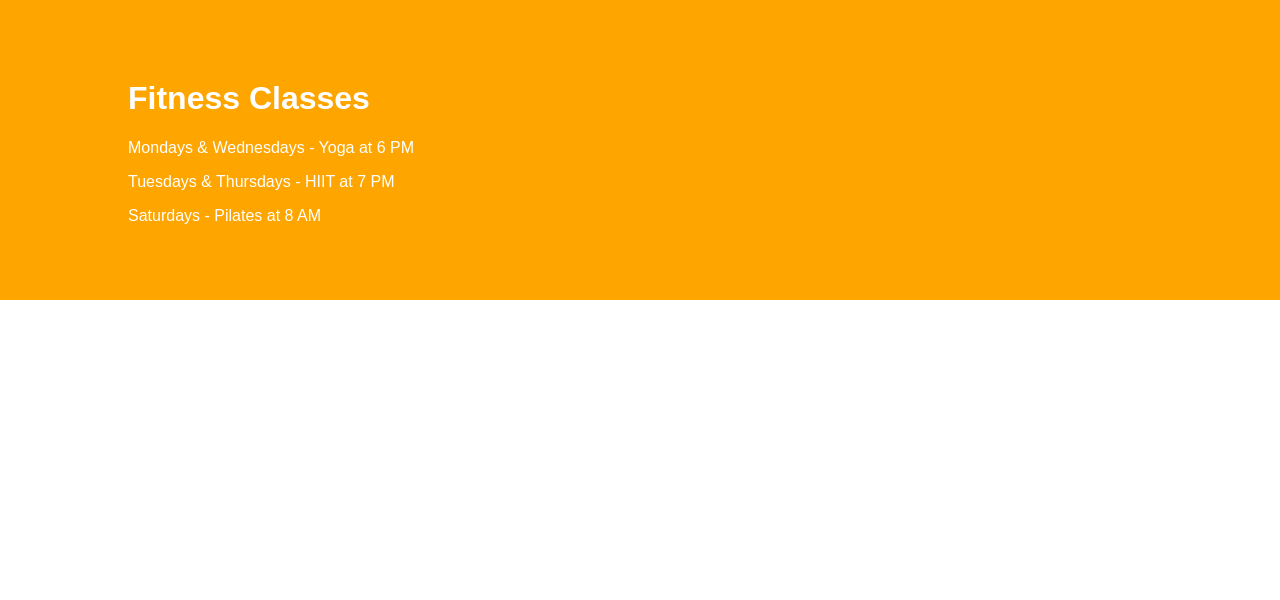 Fitness Classes
Mondays & Wednesdays - Yoga at 6 PM
Tuesdays & Thursdays - HIIT at 7 PM
Saturdays - Pilates at 8 AM